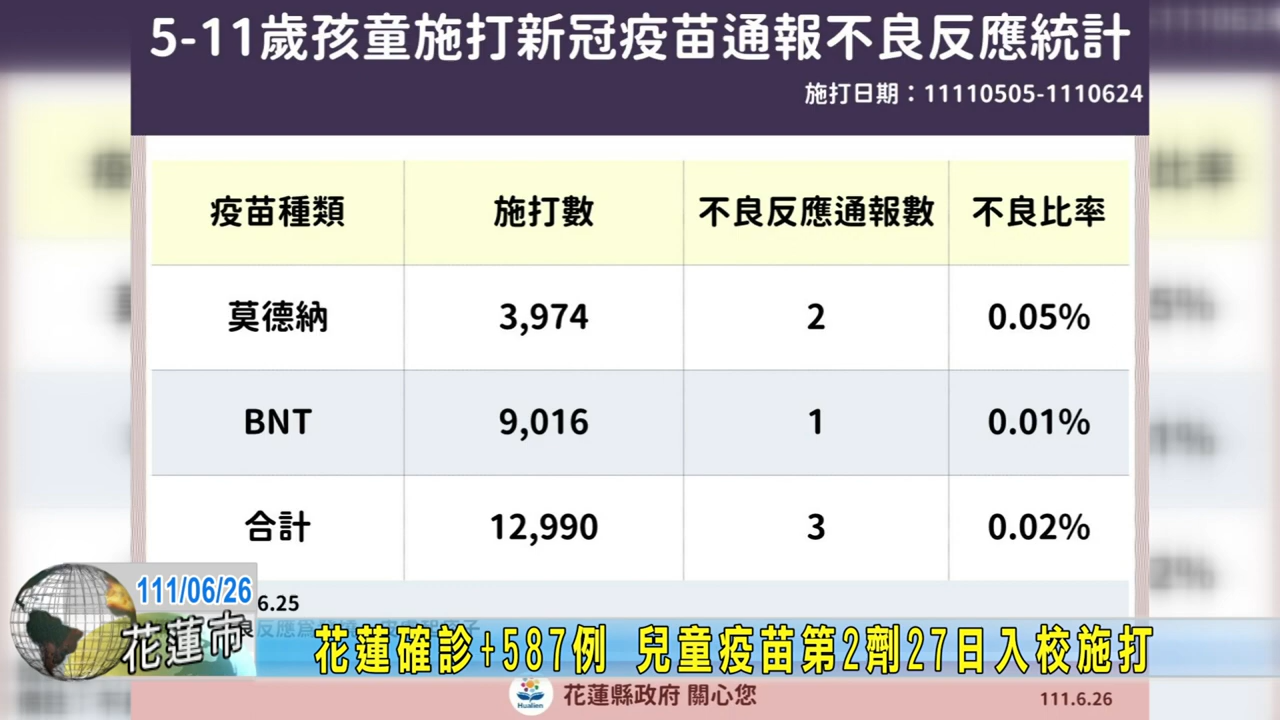 5-11歲孩童施打新冠疫苗通報不良反應統計
施打日期：11110505-1110624
疫苗種類 施打數 不良反應通報數 不良比率
莫德納 3,974 2 0.05%
BNT 9,016 1 0.01%
合計 12,990 3 0.02%
6.25
111/06/26
花蓮市
花蓮確診+587例 兒童疫苗第2劑27日入校施打
Hualien
花蓮縣政府 關心您
111.6.26